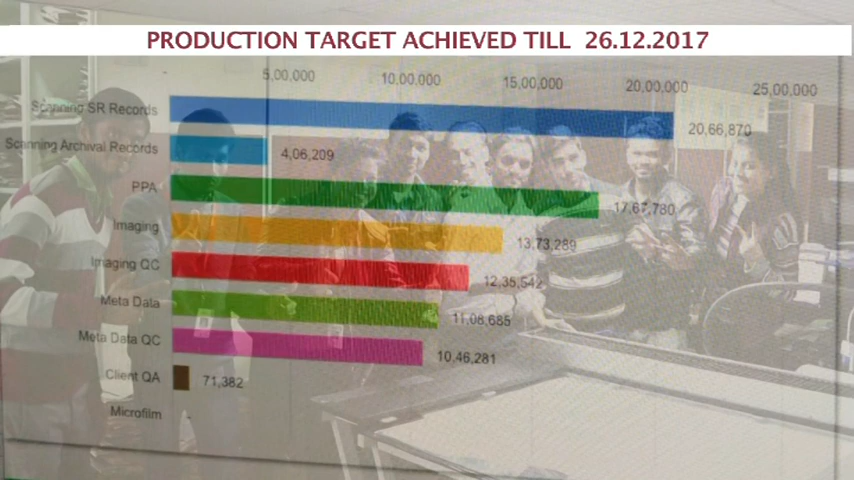 PRODUCTION TARGET ACHIEVED TILL 26.12.2017
5,00,000 10,00,000 15,00,000 20,00,000 25,00,000
Scanning SR Records 20,66,870
Scanning Archival Records 4,06,209
PPA 17,67,780
Imaging 13,73,289
Imaging QC 12,35,542
Meta Data 11,08,685
Meta Data QC 10,46,281
Client QA 71,382
Microfilm